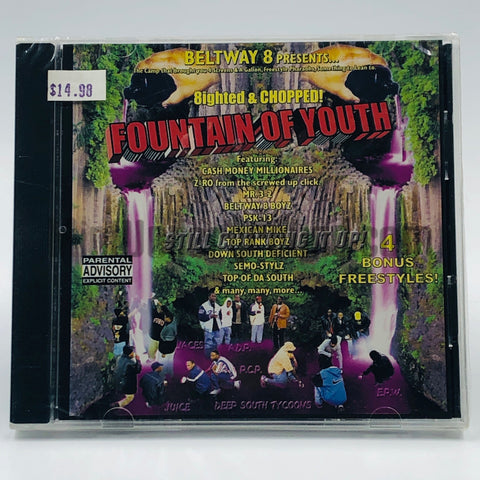 BELTWAY 8 PRESENTS...
$14.98
8ighted & CHOPPED!
FOUNTAIN OF YOUTH
Featuring:
CASH MONEY MILLIONAIRES
Z-RO from the screwed up click
MR 3-2
BELTWAY 8 BOYZ
PSK-13
MEXICAN MIKE
TOP RANK BOYZ
DOWN SOUTH DEFICIENT
SEMO-STYLZ
TOP OF DA SOUTH
& many, many, more...
4
BONUS
FREESTYLES!
PARENTAL
ADVISORY
EXPLICIT CONTENT
JUICE
DEEP SOUTH TYCOONS